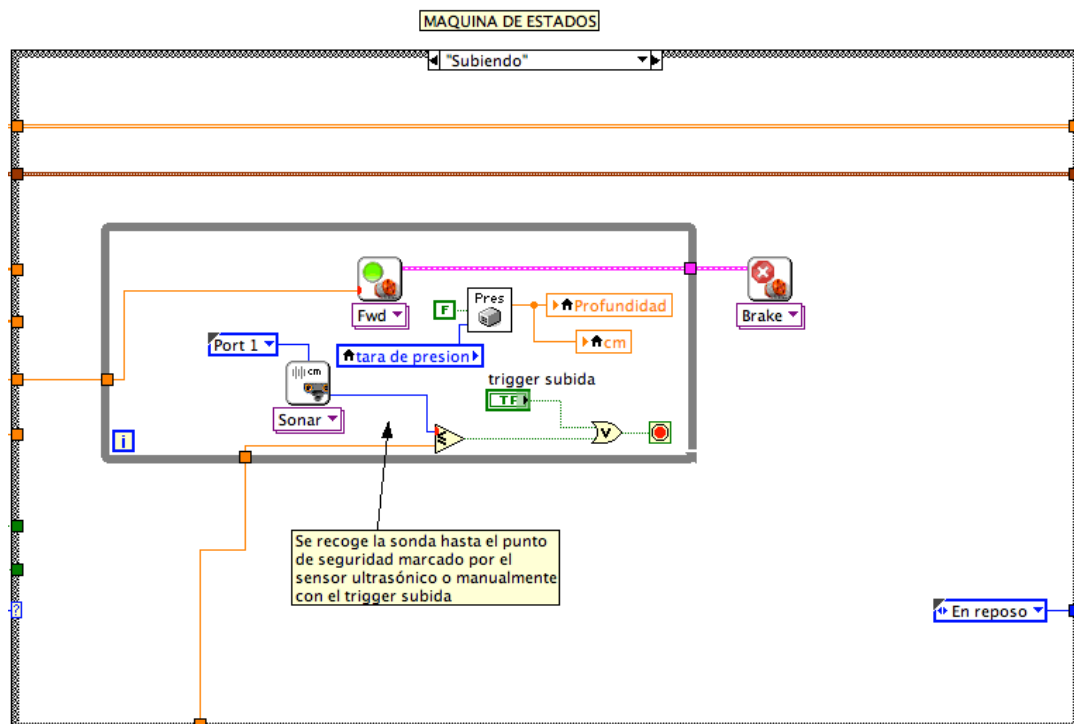 MAQUINA DE ESTADOS
"Subiendo"
Fwd
Pres
F
Profundidad
cm
Brake
Port 1
tara de presion
cm
Sonar
trigger subida
TF
≤
V
i
Se recoge la sonda hasta el punto
de seguridad marcado por el
sensor ultrasónico o manualmente
con el trigger subida
?
En reposo